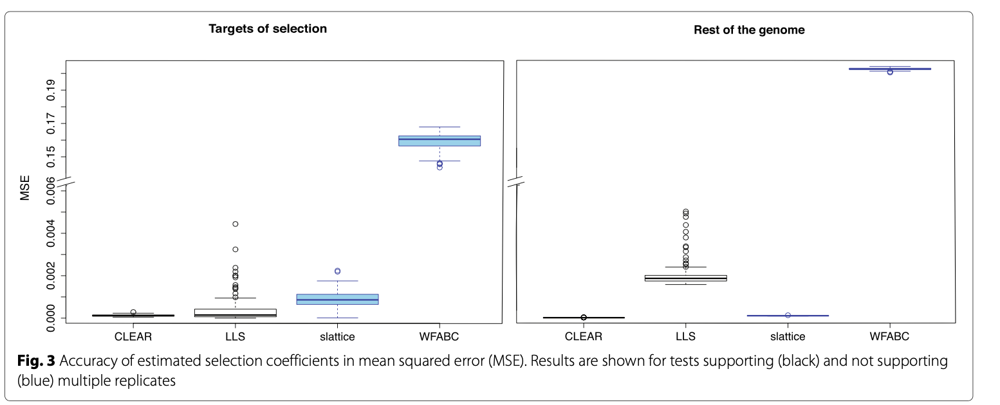 Targets of selection
Rest of the genome
MSE
0.19
0.17
0.15
0.006
0.004
0.002
0.000
CLEAR LLS slattice WFABC
CLEAR LLS slattice WFABC
Fig. 3 Accuracy of estimated selection coefficients in mean squared error (MSE). Results are shown for tests supporting (black) and not supporting
(blue) multiple replicates